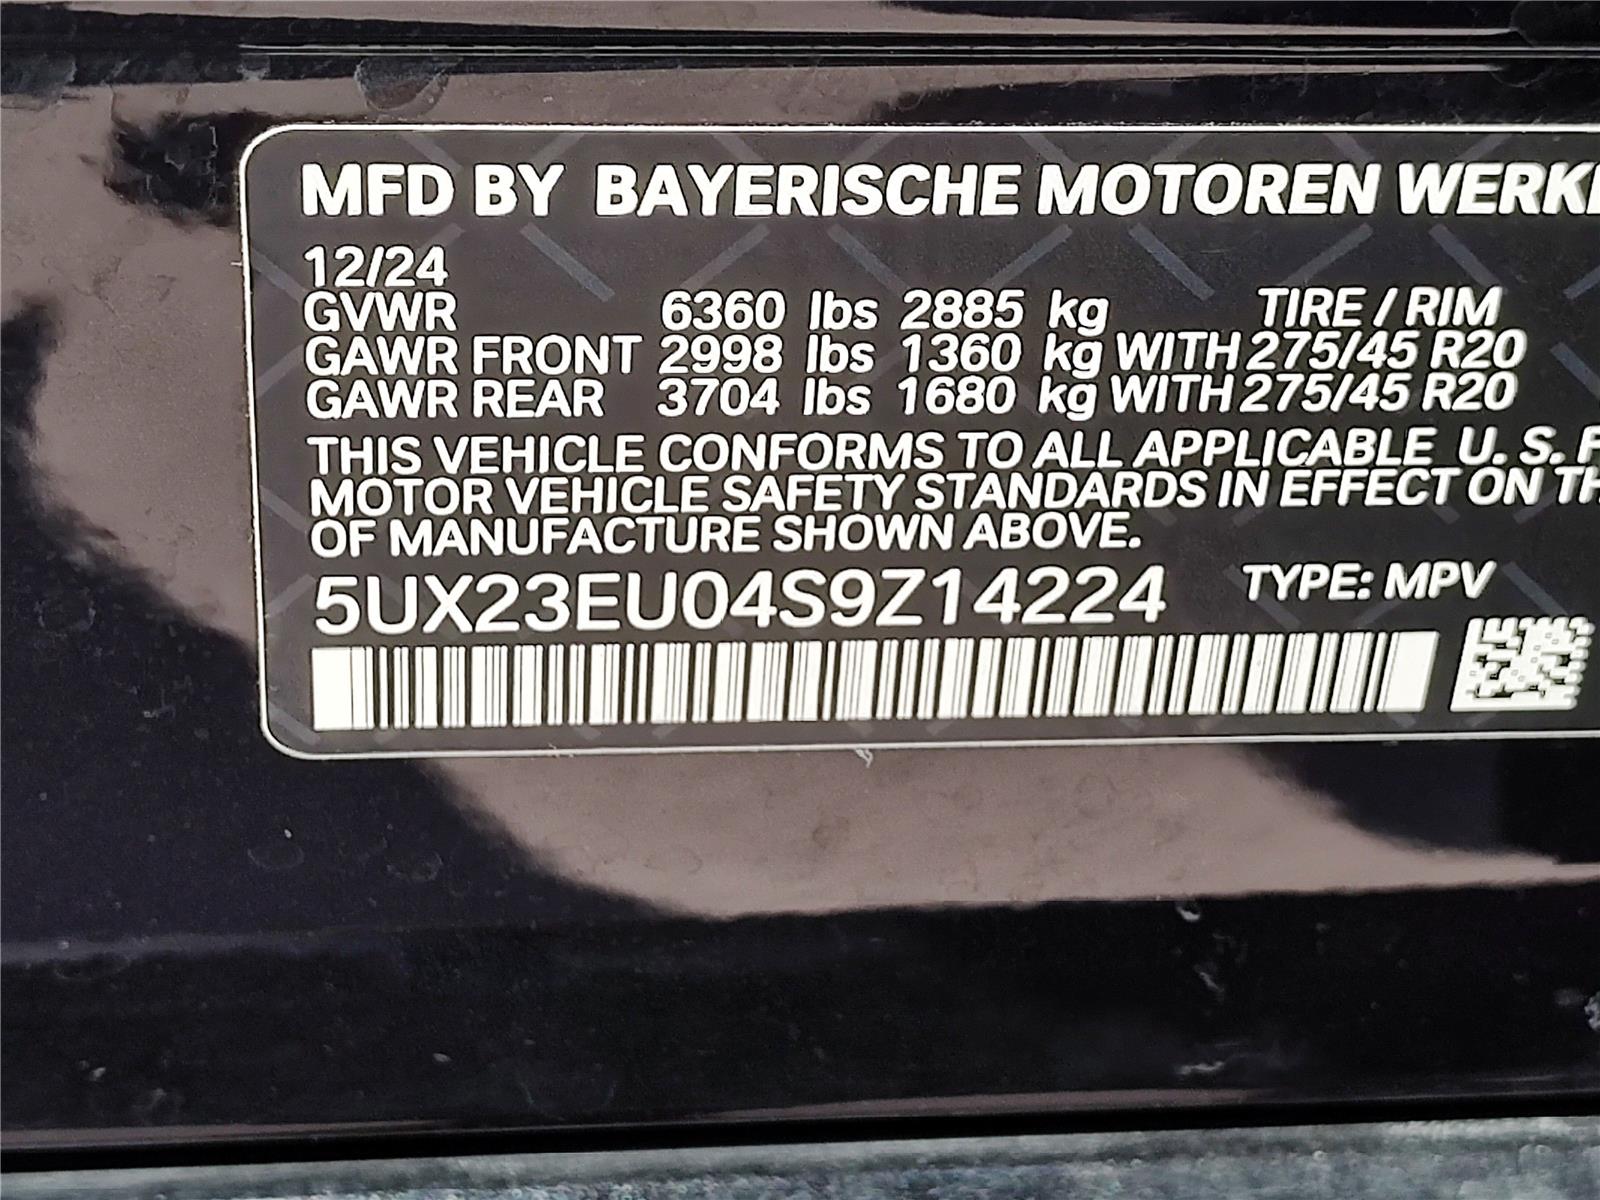 MFD BY BAYERISCHE MOTOREN
12/24
GVWR 6360 lbs 2885 kg TIRE / RIM
GAWR FRONT 2998 lbs 1360 kg WITH 275/45 R20
GAWR REAR 3704 lbs 1680 kg WITH 275/45 R20
THIS VEHICLE CONFORMS TO ALL APPLICABLE U. S.
MOTOR VEHICLE SAFETY STANDARDS IN EFFECT ON
OF MANUFACTURE SHOWN ABOVE.
5UX23EU04S9Z14224 TYPE: MPV